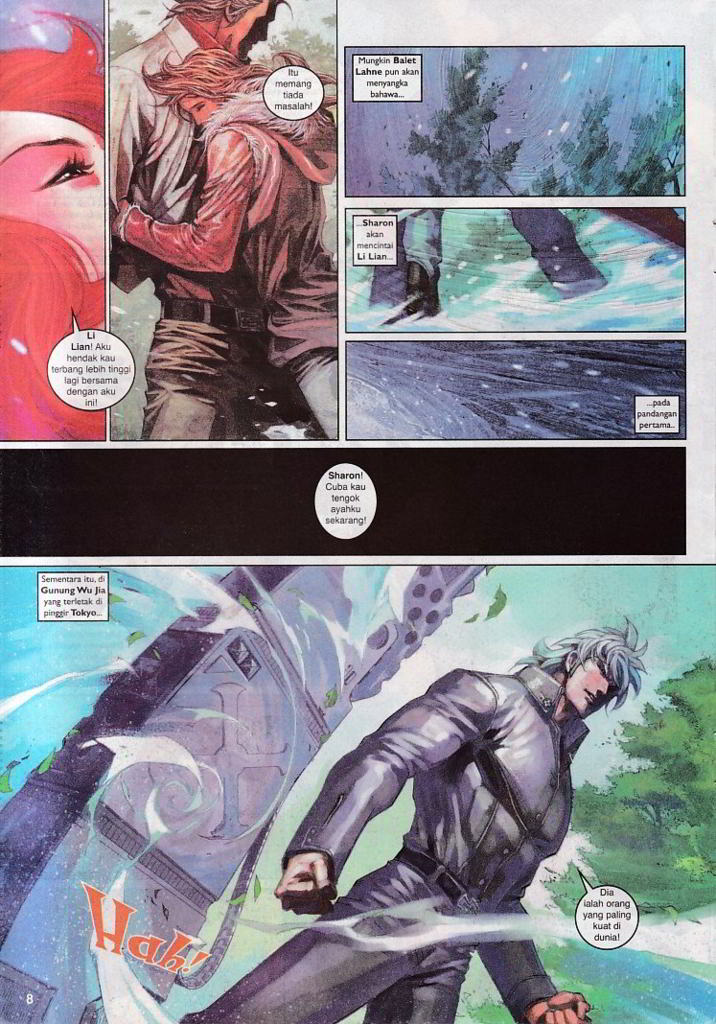 Itu
memang
tiada
masalah!
Li
Lian! Aku
hendak kau
terbang lebih tinggi
lagi bersama
dengan aku
ini!
Mungkin Balet
Lahne pun akan
menyangka
bahawa...
...Sharon
akan
mencintai
Li Lian...
...pada
pandangan
pertama..
Sharon!
Cuba kau
tengok
ayahku
sekarang!
Sementara itu, di
Gunung Wu Jia
yang terletak di
pinggir Tokyo...
Hah!
Dia
ialah orang
yang paling
kuat di
dunia!
8